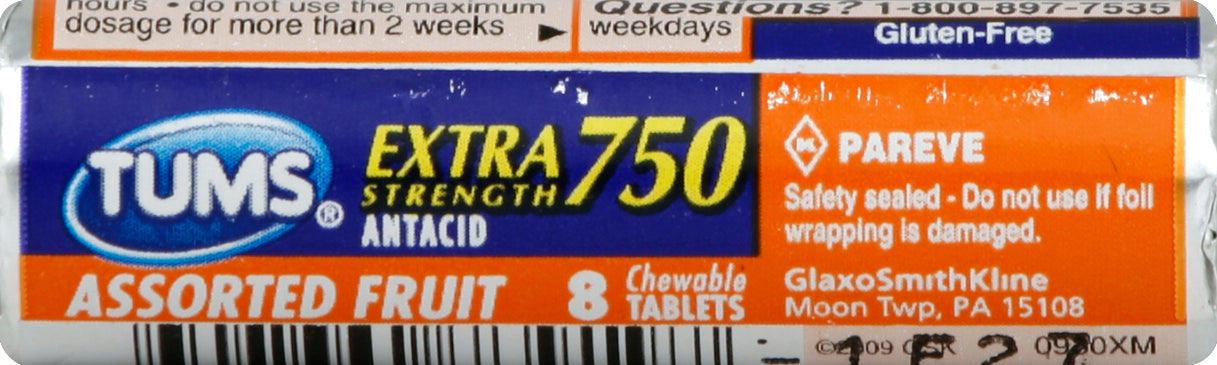 hours • do not use the maximum
dosage for more than 2 weeks
Questions? 1-800-897-7535
weekdays
Gluten-Free
TUMS®
EXTRA
STRENGTH
750
ANTACID
ASSORTED FRUIT
8 Chewable
TABLETS
K PAREVE
Safety sealed - Do not use if foil
wrapping is damaged.
GlaxoSmithKline
Moon Twp, PA 15108